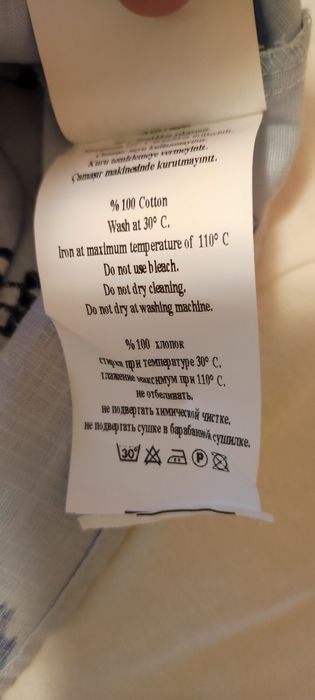 Kuru temizlemeye vermeyiniz.
Çamaşır makinesinde kurutmayınız.
% 100 Cotton
Wash at 30° C.
Iron at maximum temperature of 110° C
Do not use bleach.
Do not dry cleaning.
Do not dry at washing machine.
% 100 хлопок
стирка при температуре 30° C.
глажение максимум при 110° C.
не отбеливать.
не подвергать химической чистке.
не подвергать сушке в барабанной сушилке.
30° P